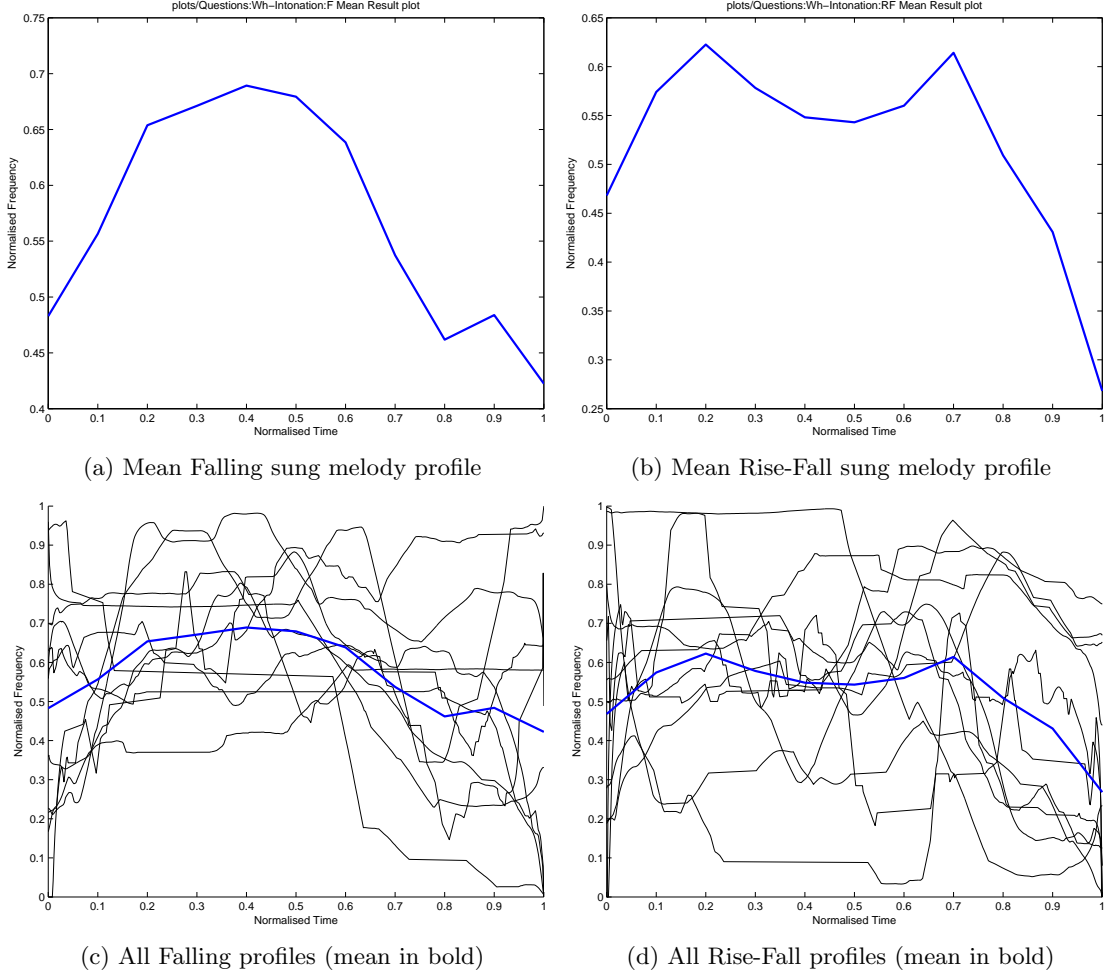 plots/Questions:Wh−Intonation:F Mean Result plot
0.75
0.7
0.65
0.6
0.55
0.5
0.45
0.4
Normalised Frequency
0 0.1 0.2 0.3 0.4 0.5 0.6 0.7 0.8 0.9 1
Normalised Time
(a) Mean Falling sung melody profile
plots/Questions:Wh−Intonation:RF Mean Result plot
0.65
0.6
0.55
0.5
0.45
0.4
0.35
0.3
0.25
Normalised Frequency
0 0.1 0.2 0.3 0.4 0.5 0.6 0.7 0.8 0.9 1
Normalised Time
(b) Mean Rise-Fall sung melody profile
1
0.9
0.8
0.7
0.6
0.5
0.4
0.3
0.2
0.1
0
Normalised Frequency
0 0.1 0.2 0.3 0.4 0.5 0.6 0.7 0.8 0.9 1
Normalised Time
(c) All Falling profiles (mean in bold)
1
0.9
0.8
0.7
0.6
0.5
0.4
0.3
0.2
0.1
0
Normalised Frequency
0 0.1 0.2 0.3 0.4 0.5 0.6 0.7 0.8 0.9 1
Normalised Time
(d) All Rise-Fall profiles (mean in bold)